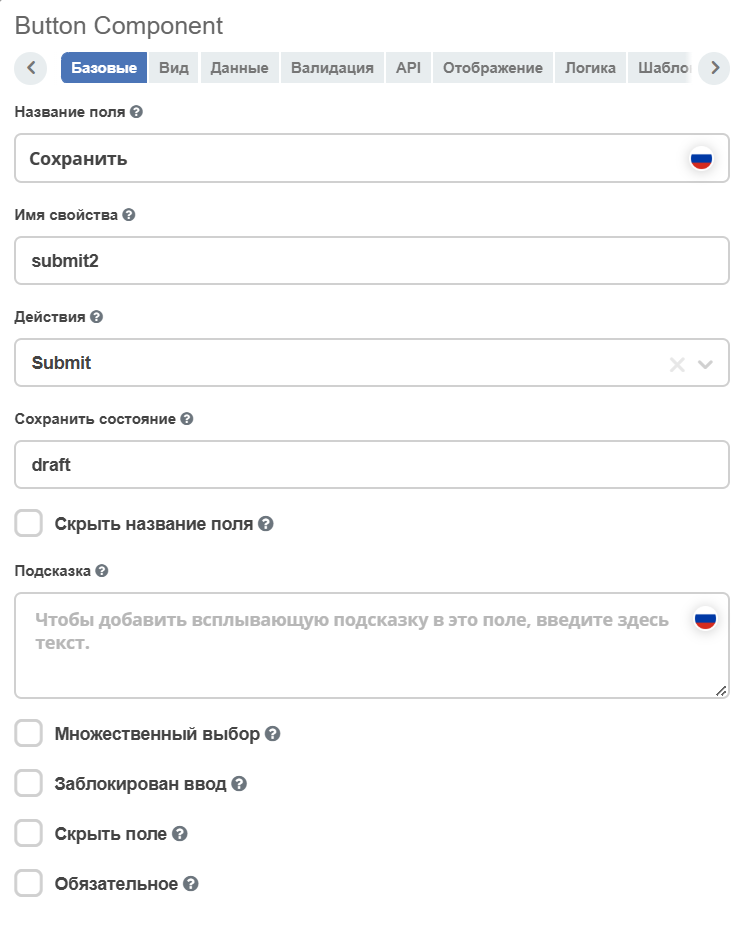 Button Component
Базовые Вид Данные Валидация API Отображение Логика Шабло
Название поля
Сохранить
Имя свойства
submit2
Действия
Submit
Сохранить состояние
draft
Скрыть название поля
Подсказка
Чтобы добавить всплывающую подсказку в это поле, введите здесь
текст.
Множественный выбор
Заблокирован ввод
Скрыть поле
Обязательное